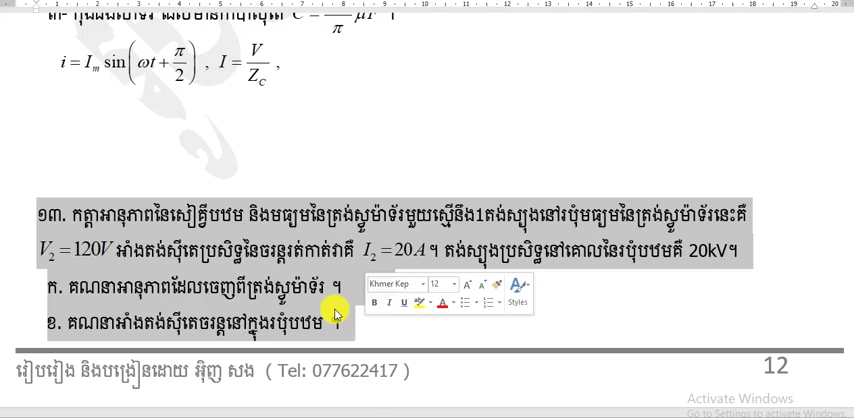 i = I_m sin(ωt + π/2) , I = V/Z_C ,
១៣. កត្តាអានុភាពនៃសៀគ្វីបឋម និងមធ្យមនៃត្រង់ស្វូម៉ាទ័រមួយស្មើនឹង1តង់ស្យុងនៅរបុំមធ្យមនៃត្រង់ស្វូម៉ាទ័រនេះគឺ
V₂ = 120V អាំងតង់ស៊ីតេប្រសិទ្ធនៃចរន្តរត់កាត់វាគឺ I₂ = 20A ។ តង់ស្យុងប្រសិទ្ធនៅគោលនៃរបុំបឋមគឺ 20kV។
ក. គណនាអានុភាពដែលចេញពីត្រង់ស្វូម៉ាទ័រ ។
Khmer Kep 12
B I U Styles
ខ. គណនាអាំងតង់ស៊ីតេចរន្តនៅក្នុងរបុំបឋម ។
រៀបរៀង និងបង្រៀនដោយ អ៊ិញ សង ( Tel: 077622417 ) 12
Activate Windows
Go to Settings to activate Windows.